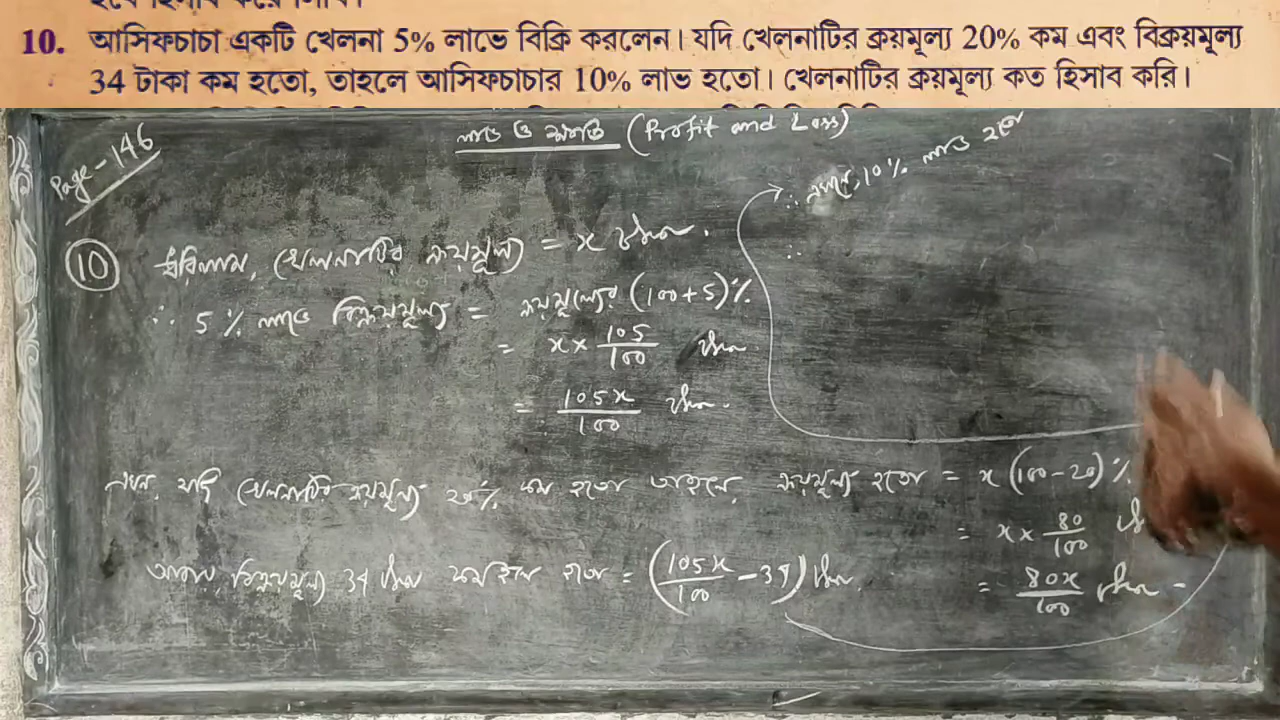 10. আসিফচাচা একটি খেলনা 5% লাভে বিক্রি করলেন। যদি খেলনাটির ক্রয়মূল্য 20% কম এবং বিক্রয়মূল্য
34 টাকা কম হতো, তাহলে আসিফচাচার 10% লাভ হতো। খেলনাটির ক্রয়মূল্য কত হিসাব করি।
Page-146
লাভ ও ক্ষতি (Profit and Loss)
10 ধরিলাম, খেলনাটির ক্রয়মূল্য = x টাকা.
∴ 5% লাভে বিক্রয়মূল্য = ক্রয়মূল্যের (100+5)%
= x × 105/100 টাকা
= 105x/100 টাকা.
এখন, যদি খেলনাটির ক্রয়মূল্য 20% কম হতো তাহলে, ক্রয়মূল্য হতো = x (100-20)%
= x × 80/100
= 80x/100 টাকা -
আবার বিক্রয়মূল্য 34 টাকা কম হলে হতো = (105x/100 - 34) টাকা.
∴ 10% লাভ হলে
∴